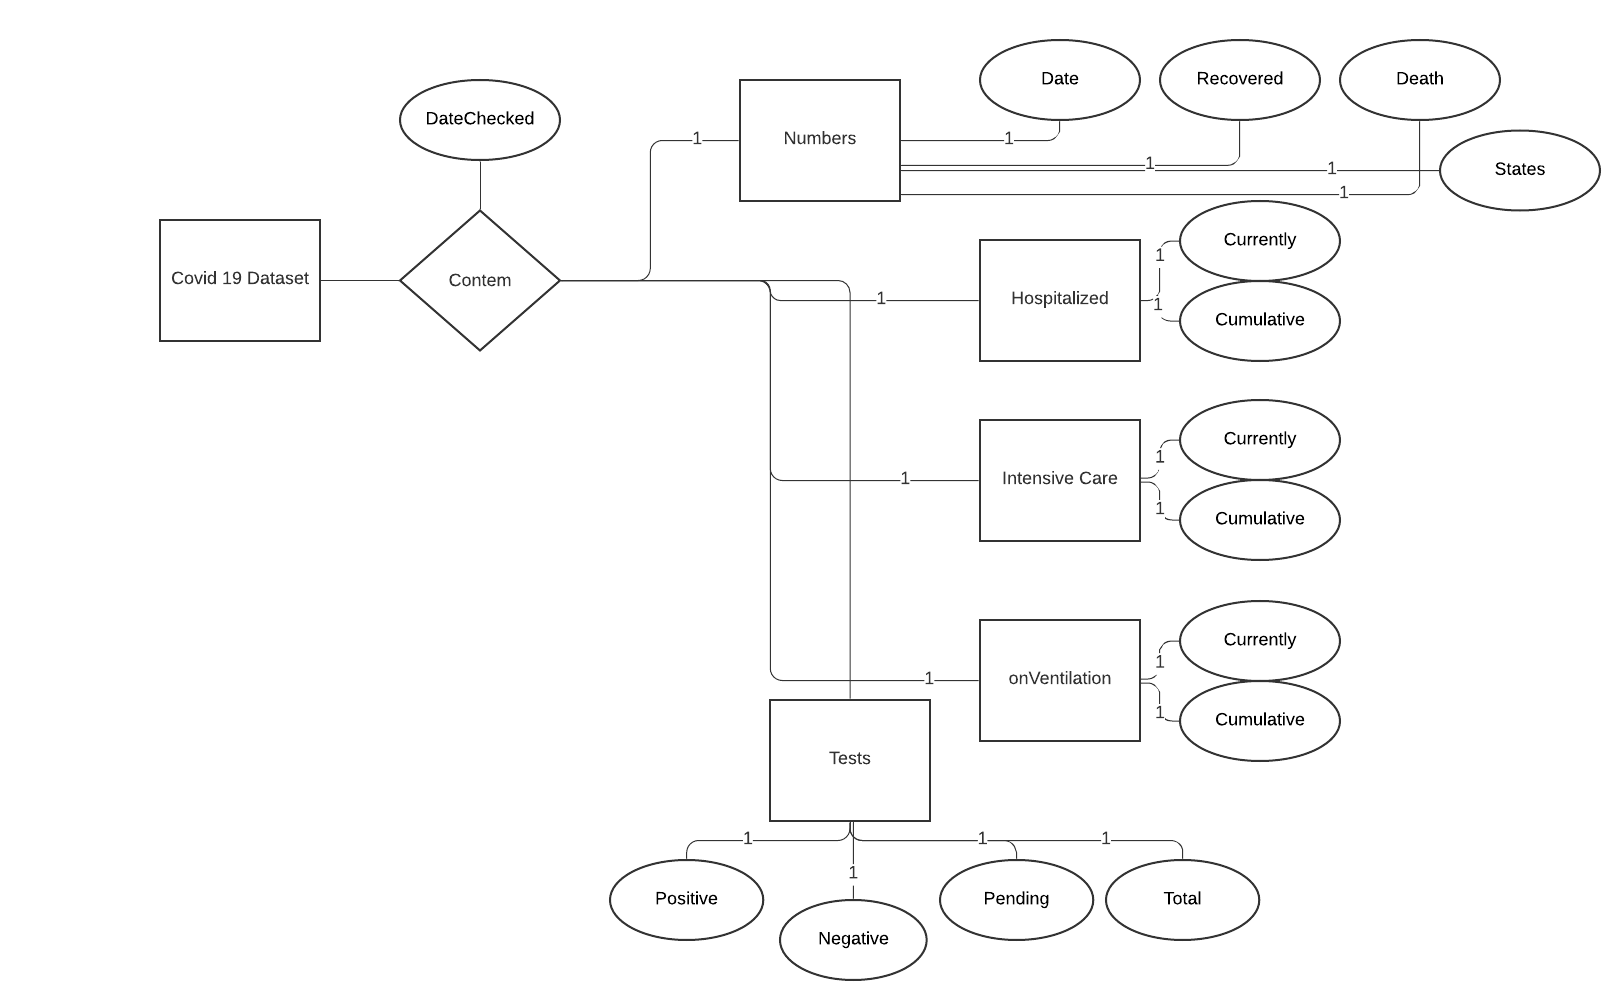 Date
Recovered
Death
DateChecked
1
Numbers
1
1
1
States
1
Covid 19 Dataset
Contem
1
Hospitalized
1
Currently
1
Cumulative
1
Intensive Care
1
Currently
1
Cumulative
1
onVentilation
1
Currently
1
Cumulative
Tests
1
1
1
1
Positive
Negative
Pending
Total